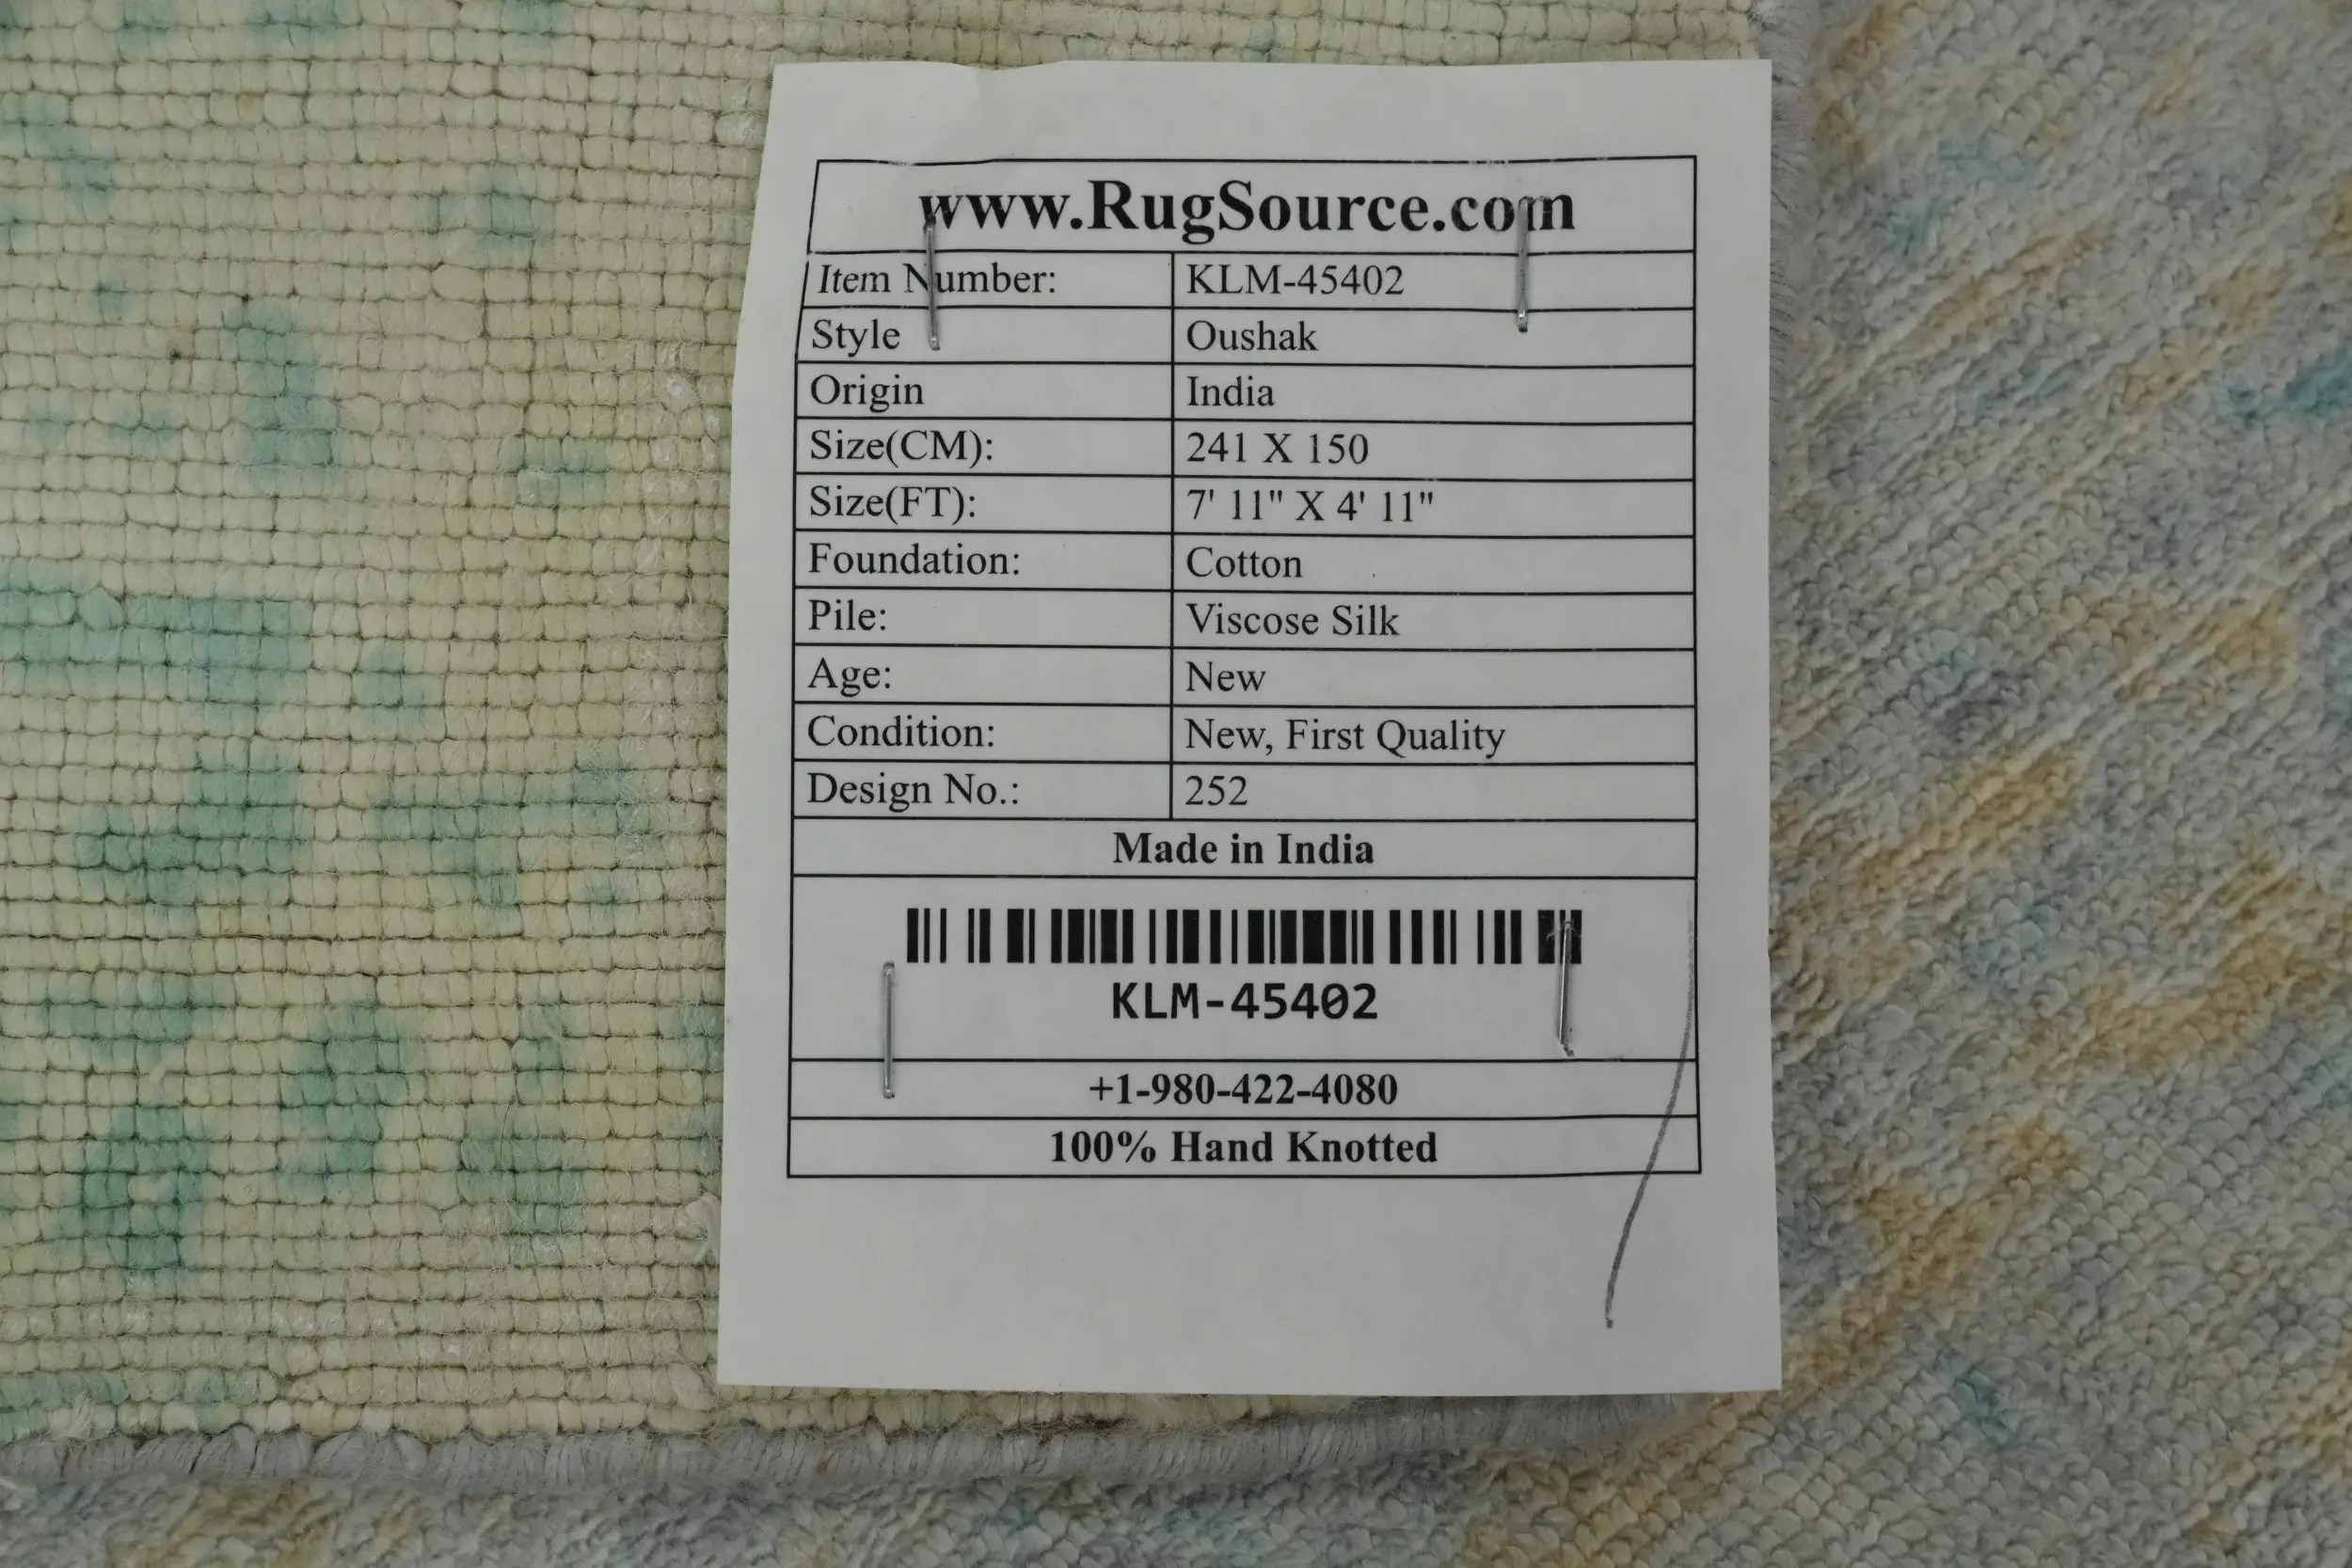 www.RugSource.com
Item Number: KLM-45402
Style Oushak
Origin India
Size(CM): 241 X 150
Size(FT): 7' 11" X 4' 11"
Foundation: Cotton
Pile: Viscose Silk
Age: New
Condition: New, First Quality
Design No.: 252
Made in India
KLM-45402
+1-980-422-4080
100% Hand Knotted